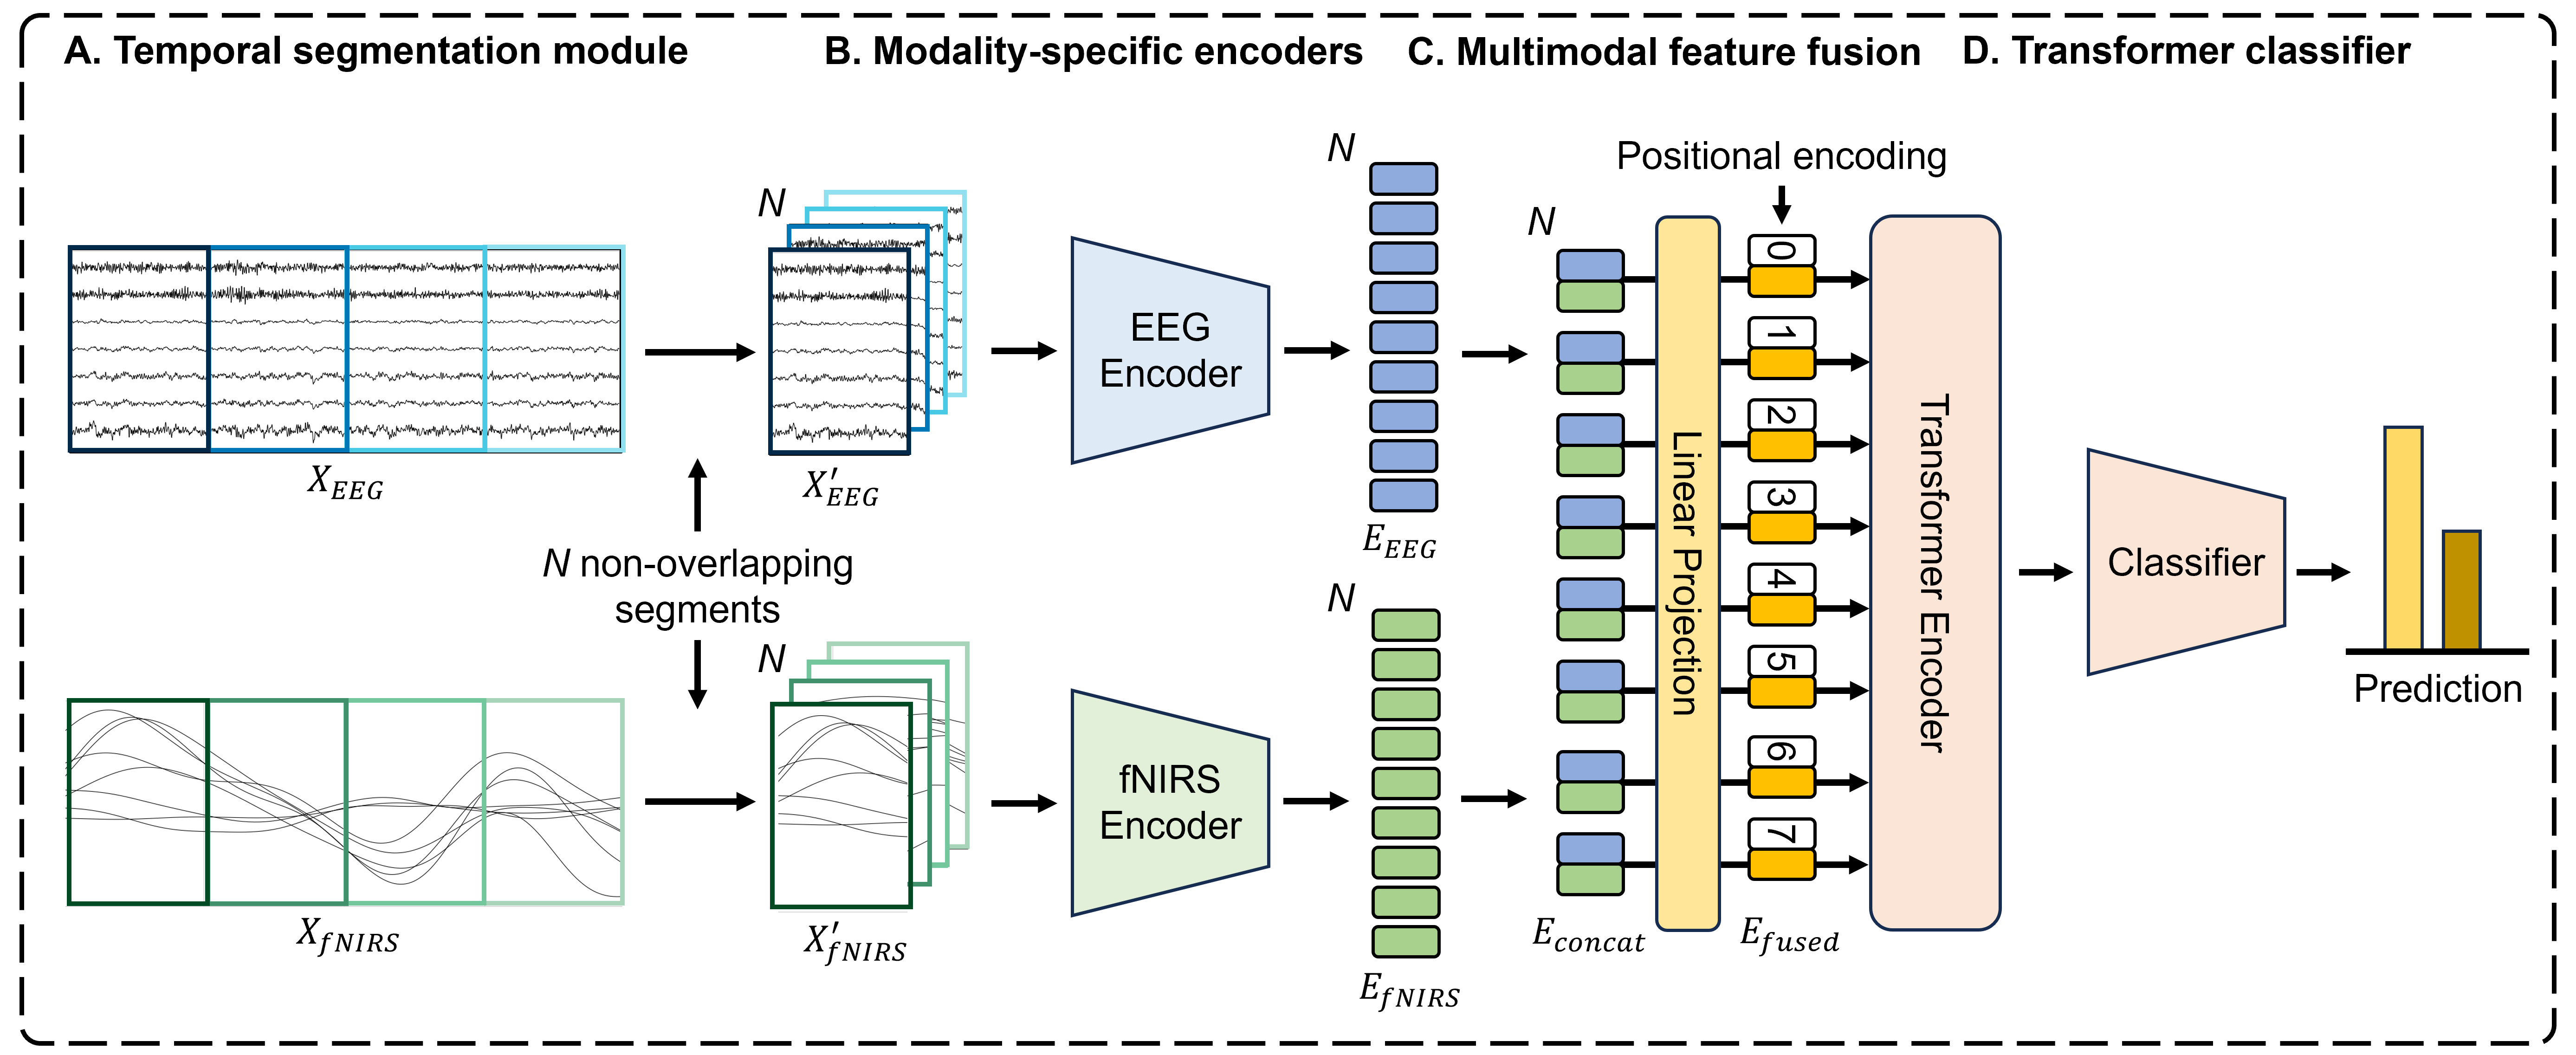 A. Temporal segmentation module
B. Modality-specific encoders
C. Multimodal feature fusion
D. Transformer classifier
X_{EEG}
N non-overlapping
segments
X_{fNIRS}
N
X'_{EEG}
N
X'_{fNIRS}
EEG
Encoder
fNIRS
Encoder
N
E_{EEG}
N
E_{fNIRS}
N
E_{concat}
Linear Projection
Positional encoding
0
1
2
3
4
5
6
7
E_{fused}
Transformer Encoder
Classifier
Prediction